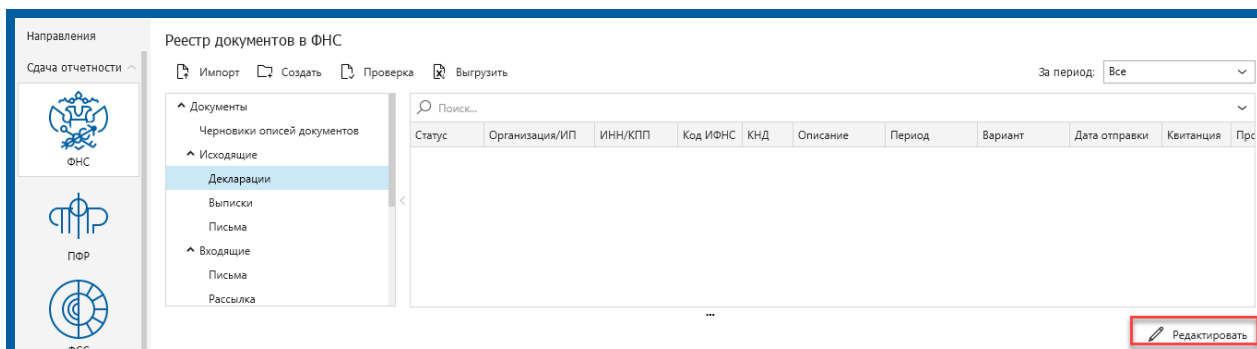 Направления
Сдача отчетности
ФНС
ПФР
ФСС
Реестр документов в ФНС
Импорт Создать Проверка Выгрузить
За период: Все
Документы
Черновики описей документов
Исходящие
Декларации
Выписки
Письма
Входящие
Письма
Рассылка
Поиск...
Статус Организация/ИП ИНН/КПП Код ИФНС КНД Описание Период Вариант Дата отправки Квитанция Про
...
Редактировать